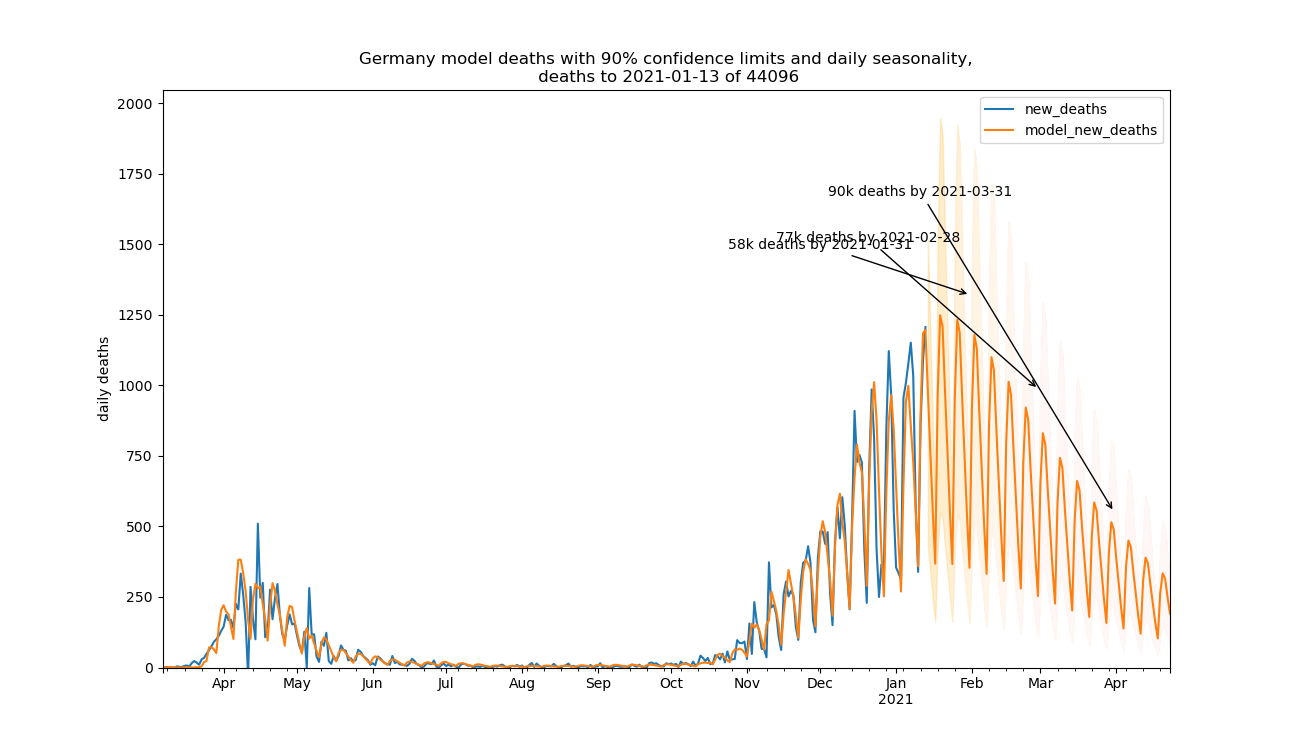 Germany model deaths with 90% confidence limits and daily seasonality,
deaths to 2021-01-13 of 44096
new_deaths
model_new_deaths
90k deaths by 2021-03-31
77k deaths by 2021-02-28
58k deaths by 2021-01-31
daily deaths
2000
1750
1500
1250
1000
750
500
250
0
Apr May Jun Jul Aug Sep Oct Nov Dec Jan Feb Mar Apr
2021